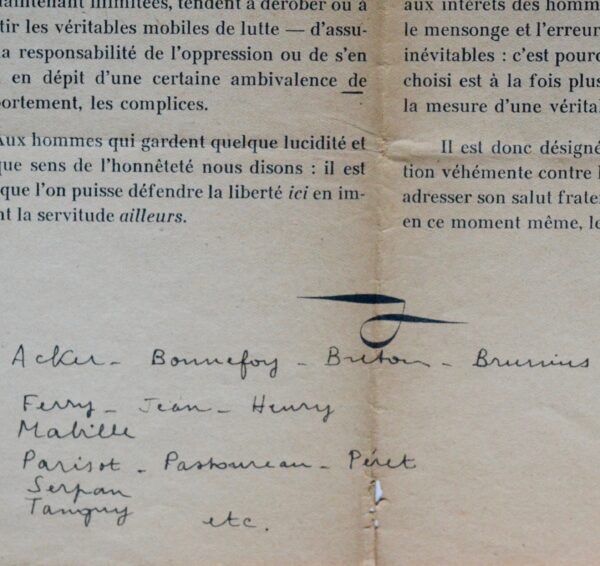 maintenant illimitées, tendent à dérober ou à
tir les véritables mobiles de lutte — d'assu-
la responsabilité de l'oppression ou de s'en
en dépit d'une certaine ambivalence de
portement, les complices.
Aux hommes qui gardent quelque lucidité et
que sens de l'honnêteté nous disons : il est
que l'on puisse défendre la liberté ici en im-
nt la servitude ailleurs.
aux intérêts des homm
le mensonge et l'erreur
inévitables : c'est pourq
choisi est à la fois plus
la mesure d'une vérita
Il est donc désigné
tion véhémente contre l
adresser son salut frate
en ce moment même, le
Acker - Bonnefoy - Breton - Brunius
Ferry - Jean - Henry
Mabille
Parisot - Pastoureau - Péret
Serpan
Tanguy etc.